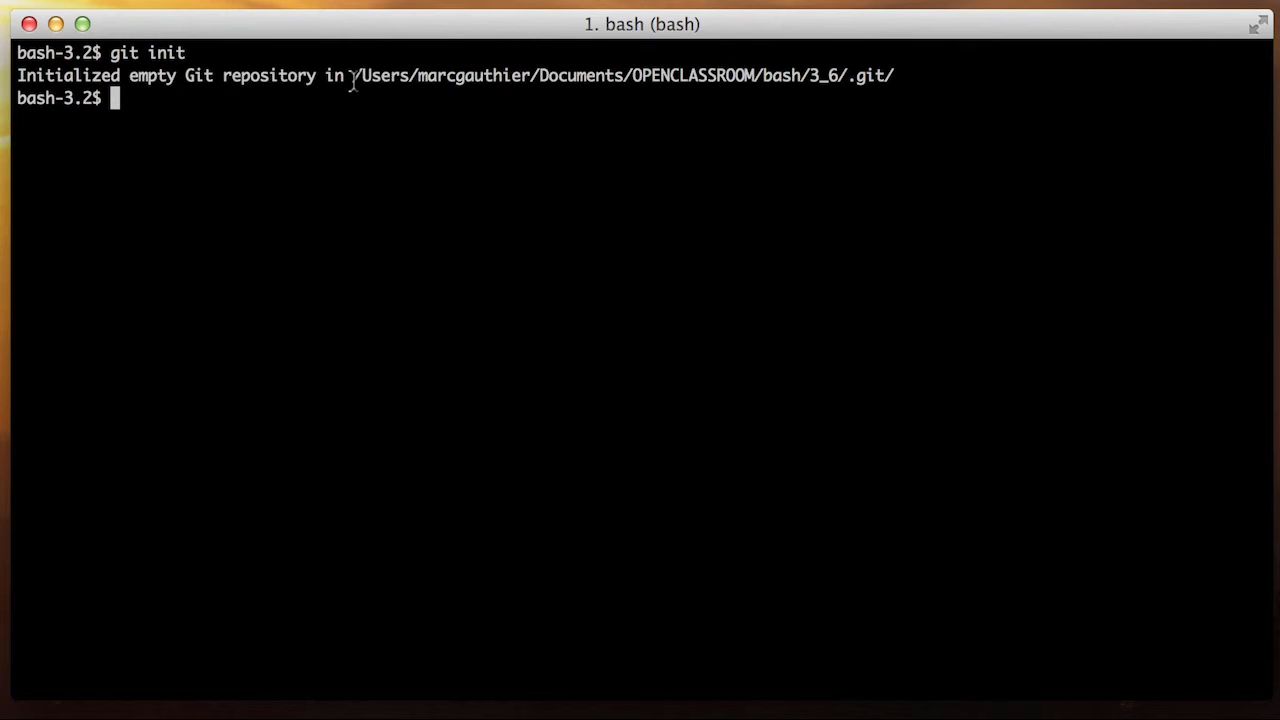 1. bash (bash)
bash-3.2$ git init
Initialized empty Git repository in /Users/marcgauthier/Documents/OPENCLASSROOM/bash/3_6/.git/
bash-3.2$